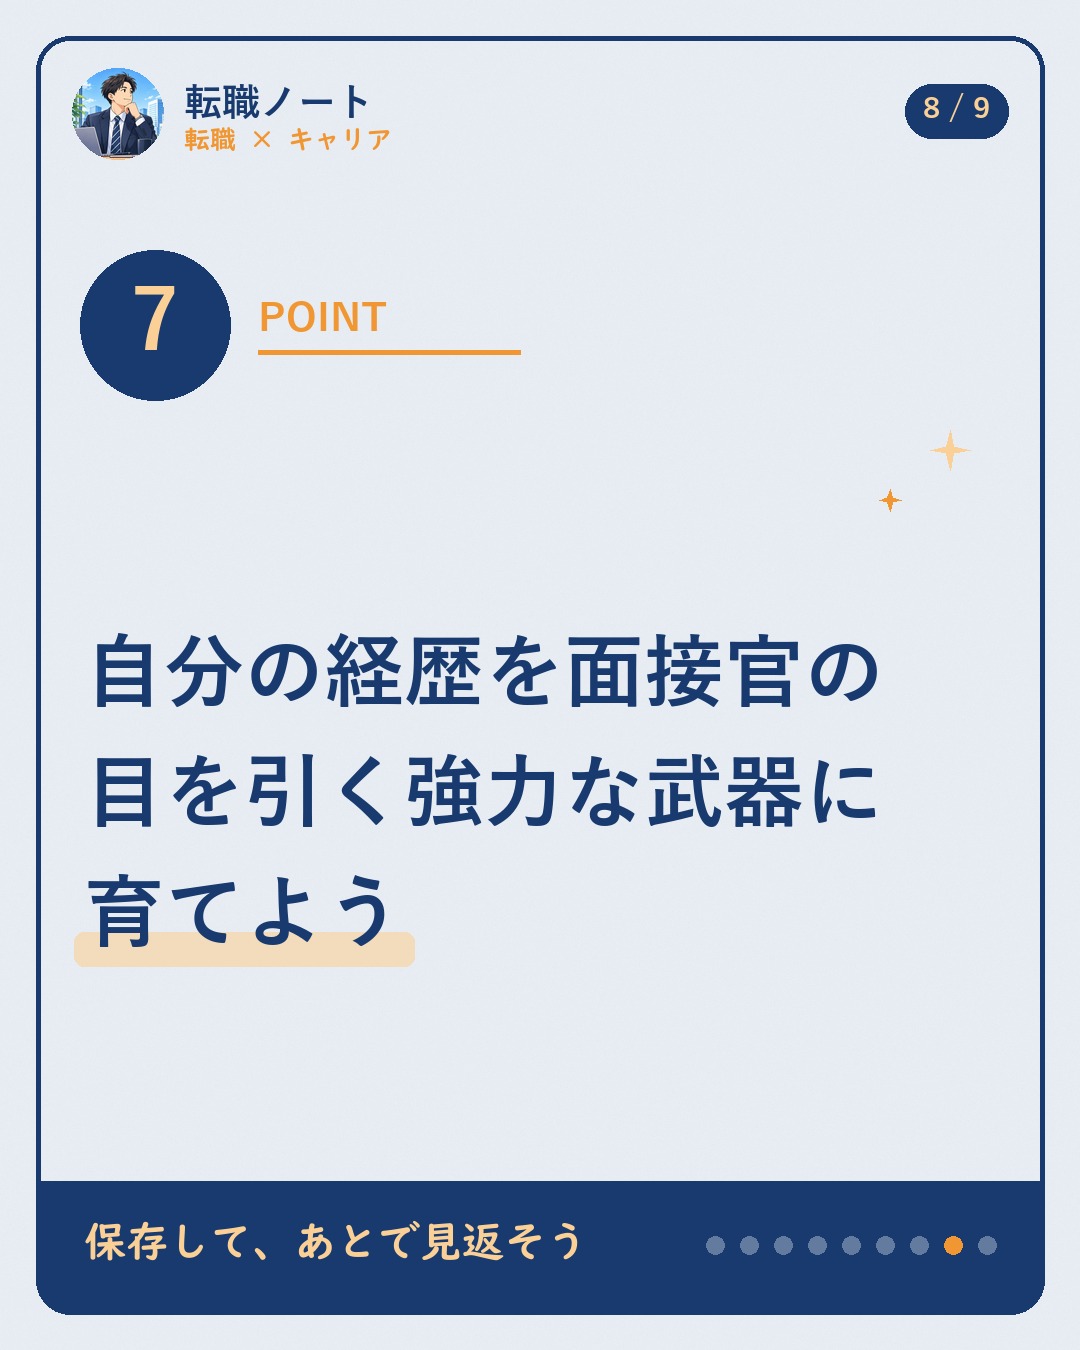 転職ノート
転職 × キャリア
8 / 9
7
POINT
自分の経歴を面接官の
目を引く強力な武器に
育てよう
保存して、あとで見返そう